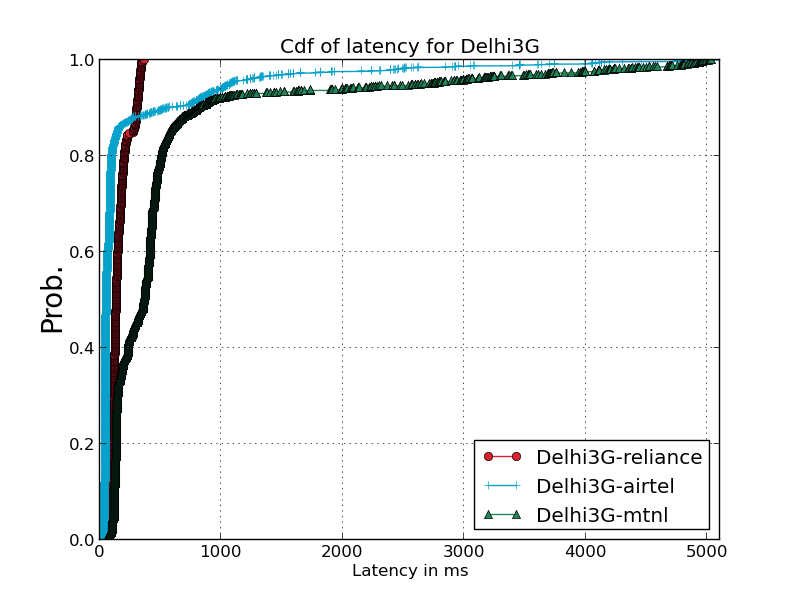 Cdf of latency for Delhi3G
Prob.
1.0
0.8
0.6
0.4
0.2
0.0
0 1000 2000 3000 4000 5000
Latency in ms
Delhi3G-reliance
Delhi3G-airtel
Delhi3G-mtnl